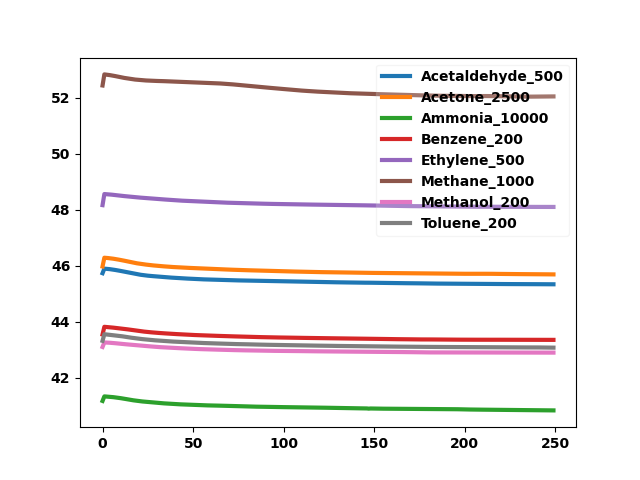 52
50
48
46
44
42
0 50 100 150 200 250
Acetaldehyde_500
Acetone_2500
Ammonia_10000
Benzene_200
Ethylene_500
Methane_1000
Methanol_200
Toluene_200